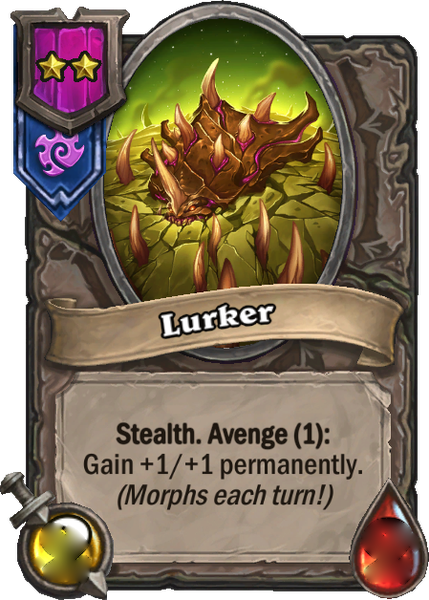 Lurker
Stealth. Avenge (1):
Gain +1/+1 permanently.
(Morphs each turn!)